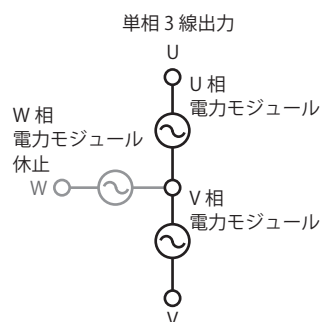 単相 3 線出力
U
U 相
電力モジュール
W 相
電力モジュール
休止
W
V 相
電力モジュール
V